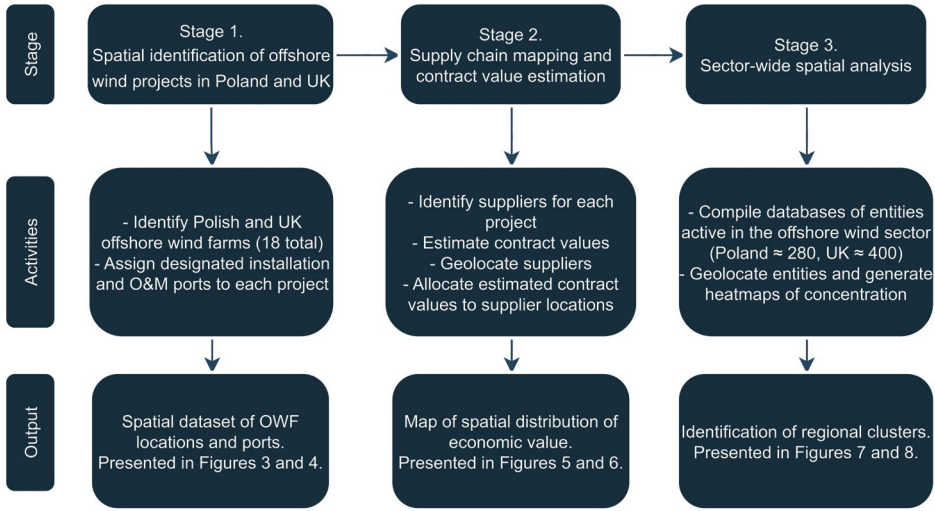 Stage
Stage 1.
Spatial identification of offshore
wind projects in Poland and UK
Stage 2.
Supply chain mapping and
contract value estimation
Stage 3.
Sector-wide spatial analysis
Activities
- Identify Polish and UK
offshore wind farms (18 total)
- Assign designated installation
and O&M ports to each project
- Identify suppliers for each
project
- Estimate contract values
- Geolocate suppliers
- Allocate estimated contract
values to supplier locations
- Compile databases of entities
active in the offshore wind sector
(Poland ≈ 280, UK ≈ 400)
- Geolocate entities and generate
heatmaps of concentration
Output
Spatial dataset of OWF
locations and ports.
Presented in Figures 3 and 4.
Map of spatial distribution of
economic value.
Presented in Figures 5 and 6.
Identification of regional clusters.
Presented in Figures 7 and 8.